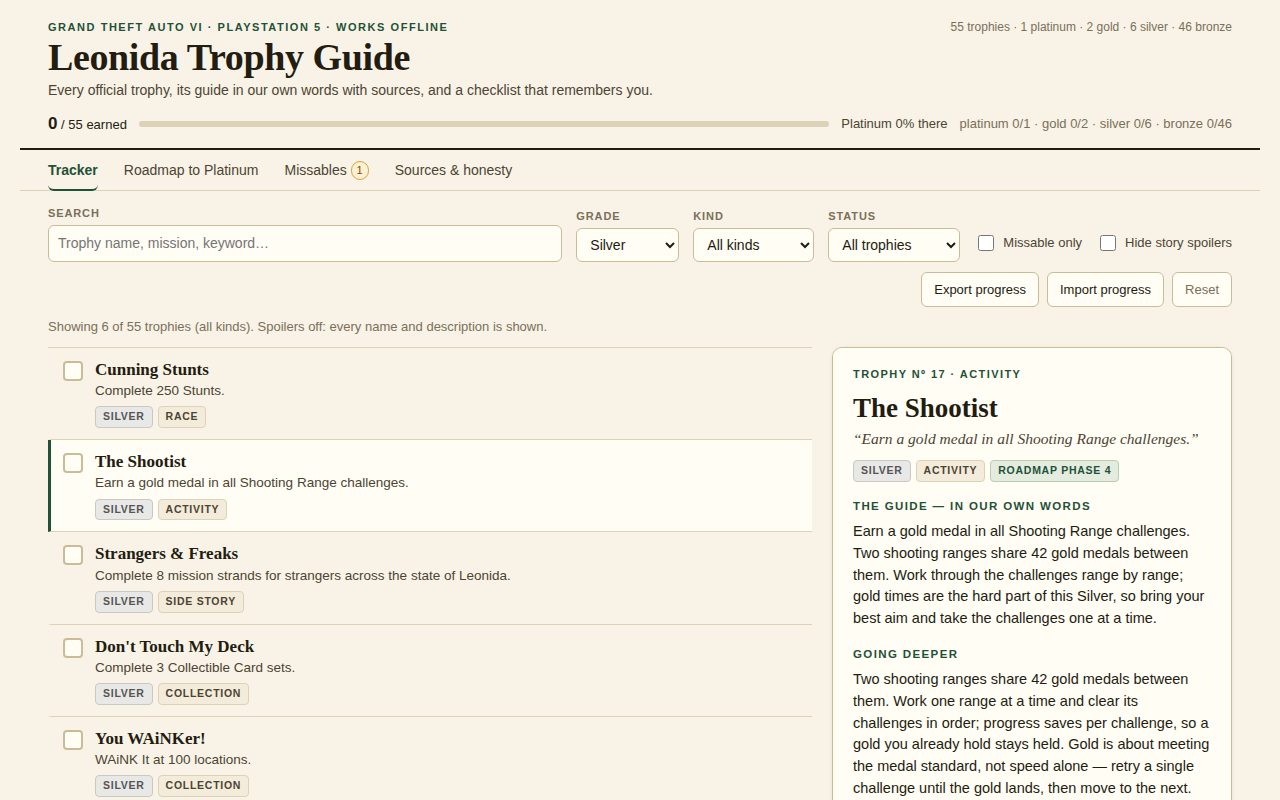 GRAND THEFT AUTO VI · PLAYSTATION 5 · WORKS OFFLINE
55 trophies · 1 platinum · 2 gold · 6 silver · 46 bronze
Leonida Trophy Guide
Every official trophy, its guide in our own words with sources, and a checklist that remembers you.
0 / 55 earned
Platinum 0% there
platinum 0/1 · gold 0/2 · silver 0/6 · bronze 0/46
Tracker
Roadmap to Platinum
Missables 1
Sources & honesty
SEARCH
Trophy name, mission, keyword…
GRADE
Silver
KIND
All kinds
STATUS
All trophies
Missable only
Hide story spoilers
Export progress
Import progress
Reset
Showing 6 of 55 trophies (all kinds). Spoilers off: every name and description is shown.
Cunning Stunts
Complete 250 Stunts.
SILVER
RACE
The Shootist
Earn a gold medal in all Shooting Range challenges.
SILVER
ACTIVITY
Strangers & Freaks
Complete 8 mission strands for strangers across the state of Leonida.
SILVER
SIDE STORY
Don't Touch My Deck
Complete 3 Collectible Card sets.
SILVER
COLLECTION
You WAiNKer!
WAiNK It at 100 locations.
SILVER
COLLECTION
TROPHY Nº 17 · ACTIVITY
The Shootist
“Earn a gold medal in all Shooting Range challenges.”
SILVER
ACTIVITY
ROADMAP PHASE 4
THE GUIDE — IN OUR OWN WORDS
Earn a gold medal in all Shooting Range challenges.
Two shooting ranges share 42 gold medals between
them. Work through the challenges range by range;
gold times are the hard part of this Silver, so bring your
best aim and take the challenges one at a time.
GOING DEEPER
Two shooting ranges share 42 gold medals between
them. Work one range at a time and clear its
challenges in order; progress saves per challenge, so a
gold you already hold stays held. Gold is about meeting
the medal standard, not speed alone — retry a single
challenge until the gold lands, then move to the next.